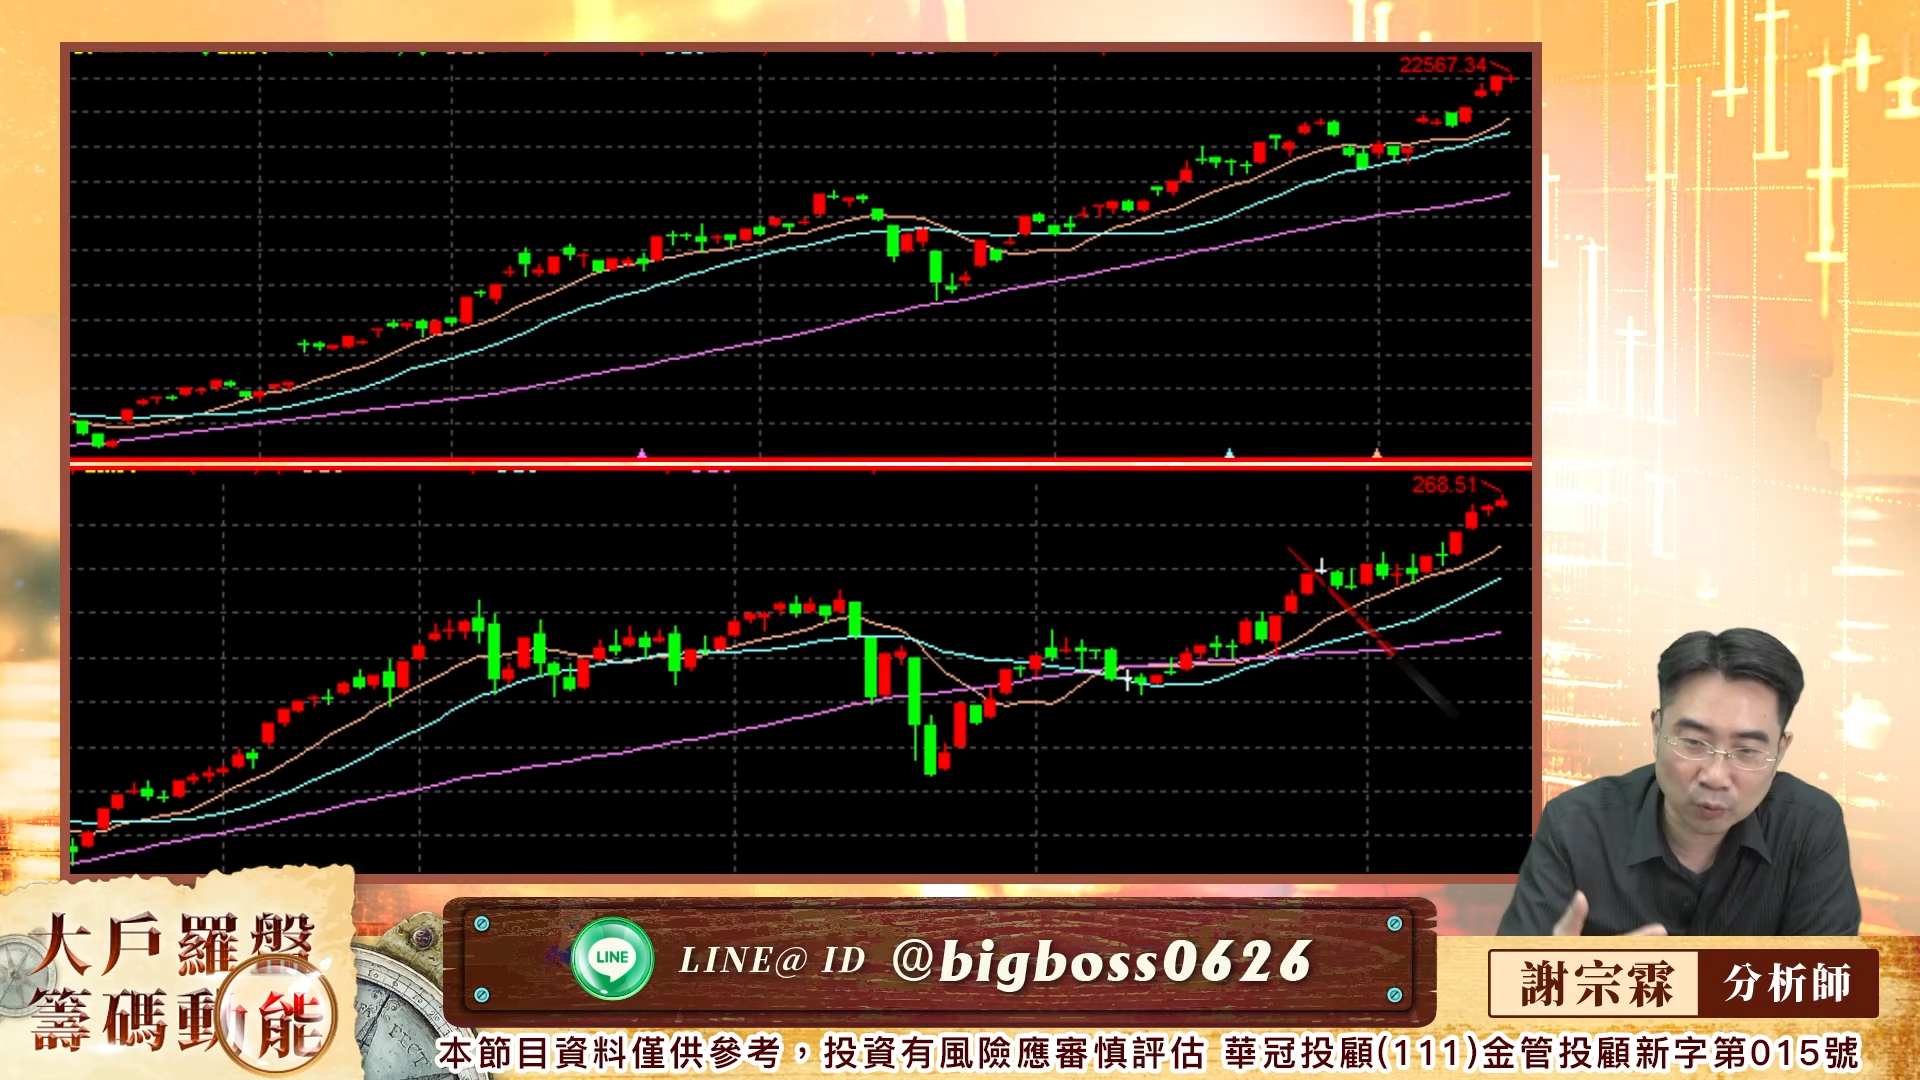 22567.34
268.51
大戶羅盤
籌碼動能
LINE
LINE@ ID @bigboss0626
謝宗霖 分析師
本節目資料僅供參考，投資有風險應審慎評估 華冠投顧(111)金管投顧新字第015號